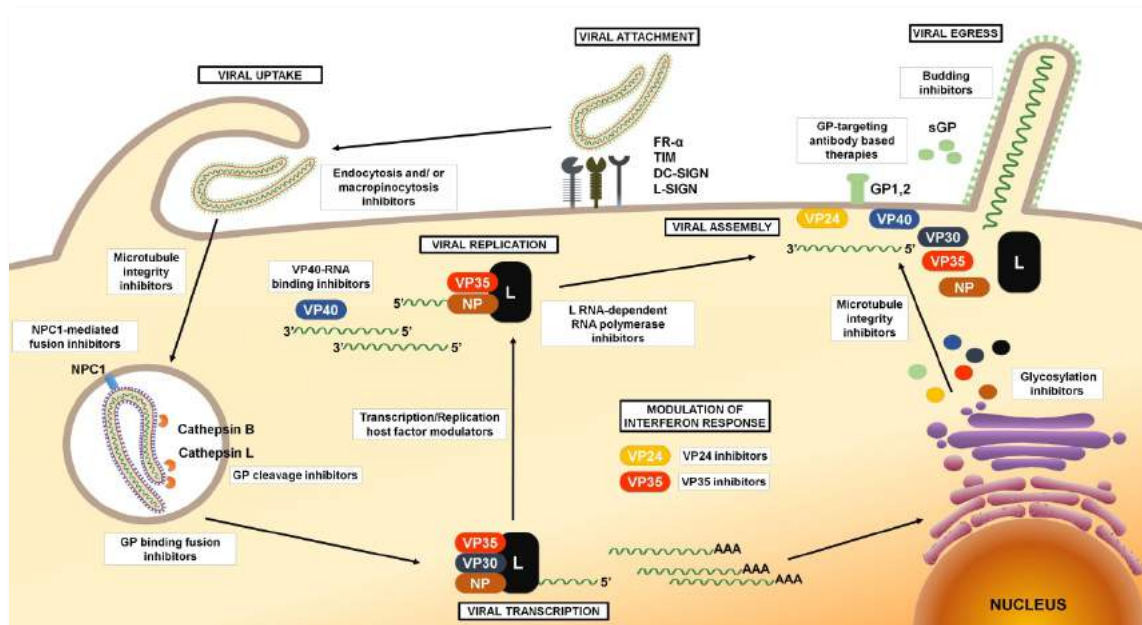 VIRAL ATTACHMENT
VIRAL EGRESS
VIRAL UPTAKE
Budding
inhibitors
GP-targeting
antibody based
therapies
sGP
FR-α
TIM
DC-SIGN
L-SIGN
Endocytosis and/ or
macropinocytosis
inhibitors
GP1,2
VP24
VP40
VIRAL ASSEMBLY
VIRAL REPLICATION
3'
5'
VP30
VP35
NP
L
Microtubule
integrity
inhibitors
VP40-RNA
binding inhibitors
VP40
VP35
NP
L
5'
3'
5'
3'
5'
L RNA-dependent
RNA polymerase
inhibitors
Microtubule
integrity
inhibitors
NPC1-mediated
fusion inhibitors
NPC1
Cathepsin B
Cathepsin L
GP cleavage inhibitors
Transcription/Replication
host factor modulators
MODULATION OF
INTERFERON RESPONSE
VP24
VP24 inhibitors
VP35
VP35 inhibitors
Glycosylation
inhibitors
GP binding fusion
inhibitors
VP35
VP30
NP
L
5'
AAA
AAA
AAA
VIRAL TRANSCRIPTION
NUCLEUS